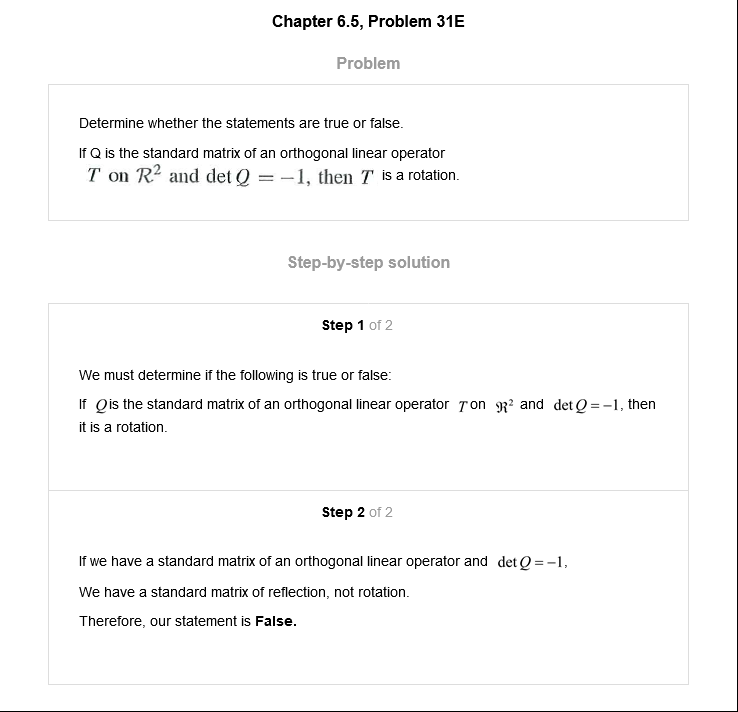 Chapter 6.5, Problem 31E
Problem
Determine whether the statements are true or false.
If Q is the standard matrix of an orthogonal linear operator
T on R² and det Q = −1, then T is a rotation.
Step-by-step solution
Step 1 of 2
We must determine if the following is true or false:
If Q is the standard matrix of an orthogonal linear operator T on ℜ² and det Q = −1, then
it is a rotation.
Step 2 of 2
If we have a standard matrix of an orthogonal linear operator and det Q = −1,
We have a standard matrix of reflection, not rotation.
Therefore, our statement is False.